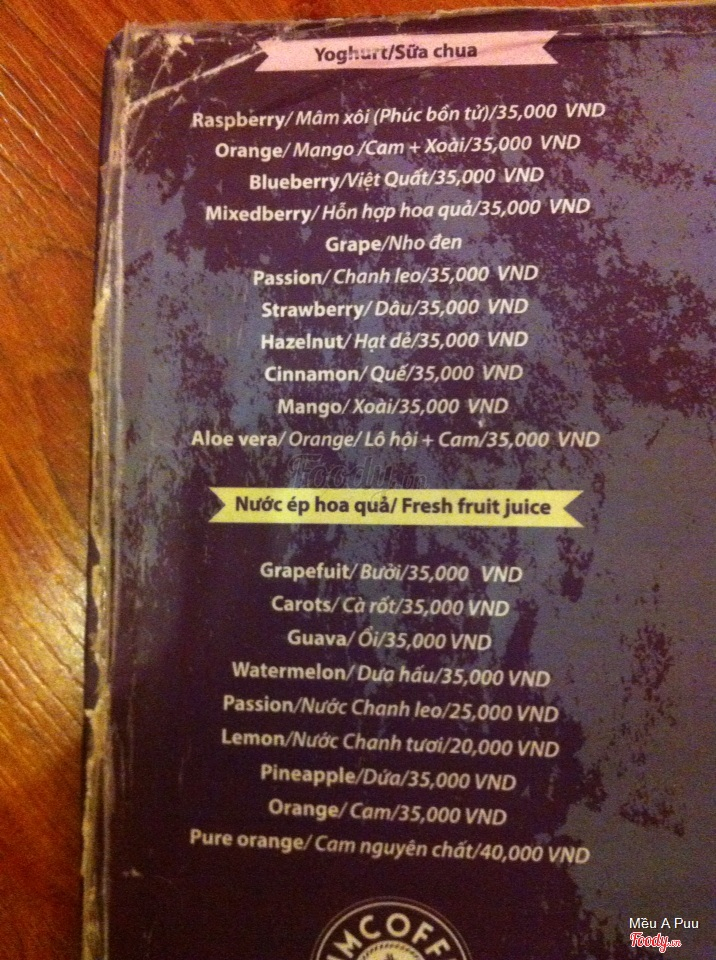 Yoghurt/Sữa chua
Raspberry/ Mâm xôi (Phúc bồn tử)/35,000 VND
Orange/ Mango /Cam + Xoài/35,000 VND
Blueberry/Việt Quất/35,000 VND
Mixedberry/ Hỗn hợp hoa quả/35,000 VND
Grape/Nho đen
Passion/ Chanh leo/35,000 VND
Strawberry/ Dâu/35,000 VND
Hazelnut/ Hạt dẻ/35,000 VND
Cinnamon/ Quế/35,000 VND
Mango/ Xoài/35,000 VND
Aloe vera/ Orange/ Lô hội + Cam/35,000 VND
Foody.vn
Nước ép hoa quả/ Fresh fruit juice
Grapefuit/ Bưởi/35,000 VND
Carots/ Cà rốt/35,000 VND
Guava/ Ổi/35,000 VND
Watermelon/ Dưa hấu/35,000 VND
Passion/Nước Chanh leo/25,000 VND
Lemon/Nước Chanh tươi/20,000 VND
Pineapple/Dứa/35,000 VND
Orange/ Cam/35,000 VND
Pure orange/ Cam nguyên chất/40,000 VND
Mều A Puu
Foody.vn